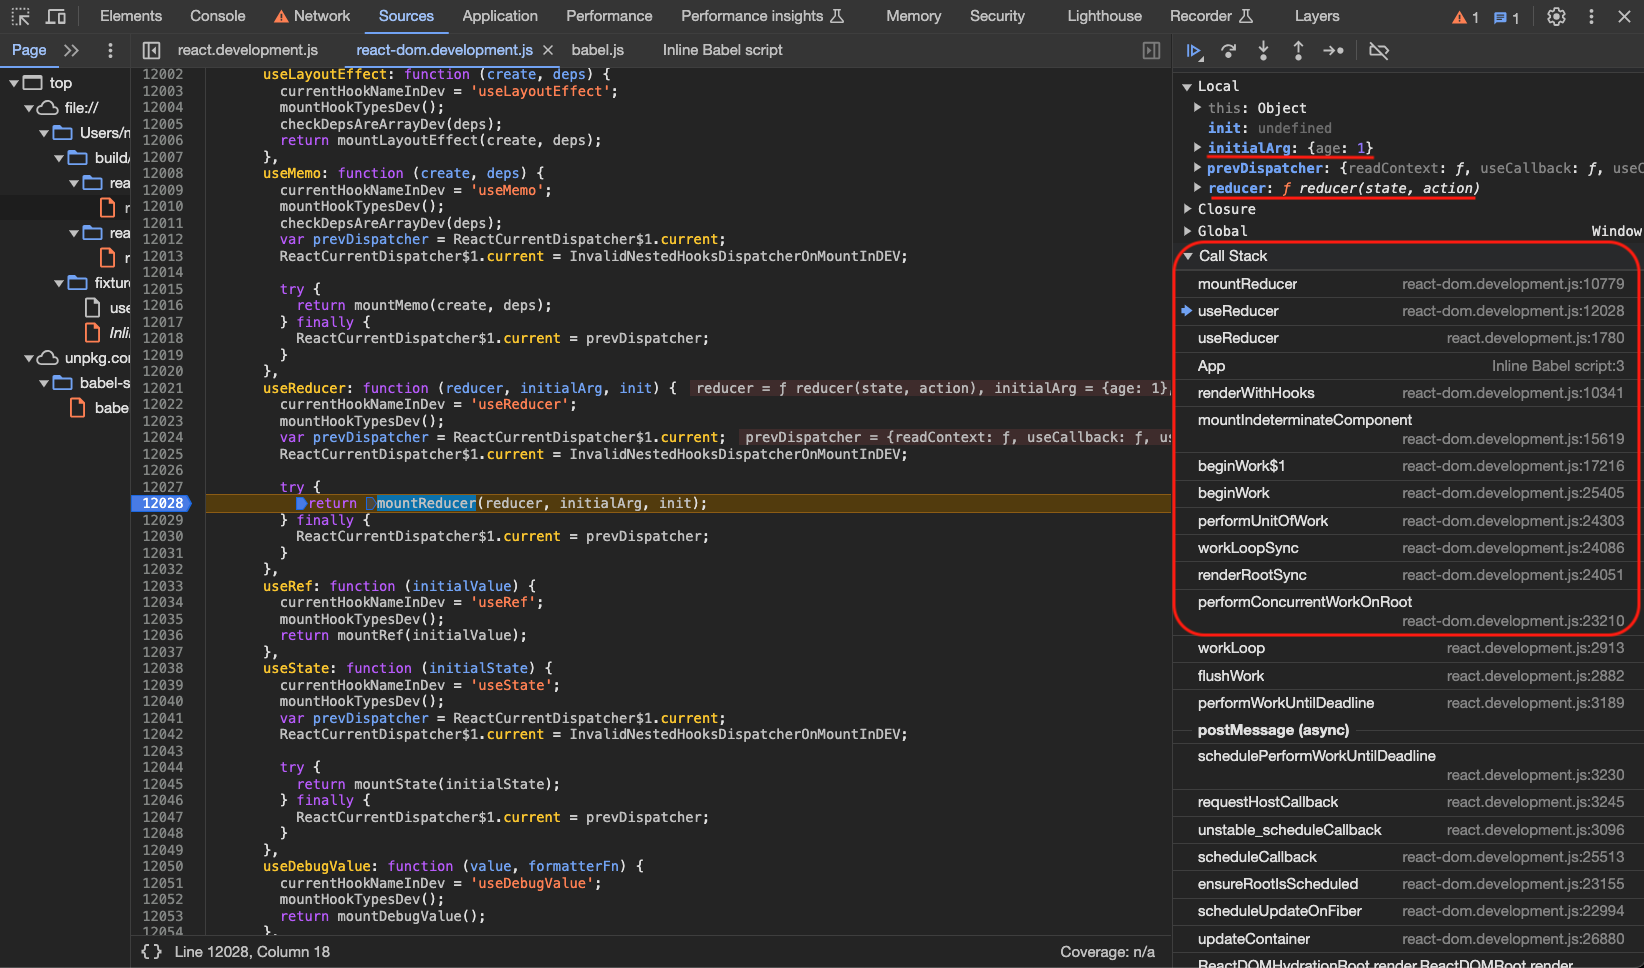 Elements Console Network Sources Application Performance Performance insights Memory Security Lighthouse Recorder Layers 1 1
Page react.development.js react-dom.development.js babel.js Inline Babel script
top
file://
Users/
build/
rea
r
rea
r
fixture
use
Inli
unpkg.co
babel-s
babe
12002 useLayoutEffect: function (create, deps) {
12003 currentHookNameInDev = 'useLayoutEffect';
12004 mountHookTypesDev();
12005 checkDepsAreArrayDev(deps);
12006 return mountLayoutEffect(create, deps);
12007 },
12008 useMemo: function (create, deps) {
12009 currentHookNameInDev = 'useMemo';
12010 mountHookTypesDev();
12011 checkDepsAreArrayDev(deps);
12012 var prevDispatcher = ReactCurrentDispatcher$1.current;
12013 ReactCurrentDispatcher$1.current = InvalidNestedHooksDispatcherOnMountInDEV;
12014
12015 try {
12016 return mountMemo(create, deps);
12017 } finally {
12018 ReactCurrentDispatcher$1.current = prevDispatcher;
12019 }
12020 },
12021 useReducer: function (reducer, initialArg, init) { reducer = ƒ reducer(state, action), initialArg = {age: 1},
12022 currentHookNameInDev = 'useReducer';
12023 mountHookTypesDev();
12024 var prevDispatcher = ReactCurrentDispatcher$1.current; prevDispatcher = {readContext: ƒ, useCallback: ƒ, us
12025 ReactCurrentDispatcher$1.current = InvalidNestedHooksDispatcherOnMountInDEV;
12026
12027 try {
12028 return mountReducer(reducer, initialArg, init);
12029 } finally {
12030 ReactCurrentDispatcher$1.current = prevDispatcher;
12031 }
12032 },
12033 useRef: function (initialValue) {
12034 currentHookNameInDev = 'useRef';
12035 mountHookTypesDev();
12036 return mountRef(initialValue);
12037 },
12038 useState: function (initialState) {
12039 currentHookNameInDev = 'useState';
12040 mountHookTypesDev();
12041 var prevDispatcher = ReactCurrentDispatcher$1.current;
12042 ReactCurrentDispatcher$1.current = InvalidNestedHooksDispatcherOnMountInDEV;
12043
12044 try {
12045 return mountState(initialState);
12046 } finally {
12047 ReactCurrentDispatcher$1.current = prevDispatcher;
12048 }
12049 },
12050 useDebugValue: function (value, formatterFn) {
12051 currentHookNameInDev = 'useDebugValue';
12052 mountHookTypesDev();
12053 return mountDebugValue();
12054 },
{} Line 12028, Column 18 Coverage: n/a
Local
this: Object
init: undefined
initialArg: {age: 1}
prevDispatcher: {readContext: ƒ, useCallback: ƒ, useC
reducer: ƒ reducer(state, action)
Closure
Global Window
Call Stack
mountReducer react-dom.development.js:10779
useReducer react-dom.development.js:12028
useReducer react.development.js:1780
App Inline Babel script:3
renderWithHooks react-dom.development.js:10341
mountIndeterminateComponent
react-dom.development.js:15619
beginWork$1 react-dom.development.js:17216
beginWork react-dom.development.js:25405
performUnitOfWork react-dom.development.js:24303
workLoopSync react-dom.development.js:24086
renderRootSync react-dom.development.js:24051
performConcurrentWorkOnRoot
react-dom.development.js:23210
workLoop react.development.js:2913
flushWork react.development.js:2882
performWorkUntilDeadline react.development.js:3189
postMessage (async)
schedulePerformWorkUntilDeadline
react.development.js:3230
requestHostCallback react.development.js:3245
unstable_scheduleCallback react.development.js:3096
scheduleCallback react-dom.development.js:25513
ensureRootIsScheduled react-dom.development.js:23155
scheduleUpdateOnFiber react-dom.development.js:22994
updateContainer react-dom.development.js:26880
ReactDOMHydrationRoot.render.ReactDOMRoot.render